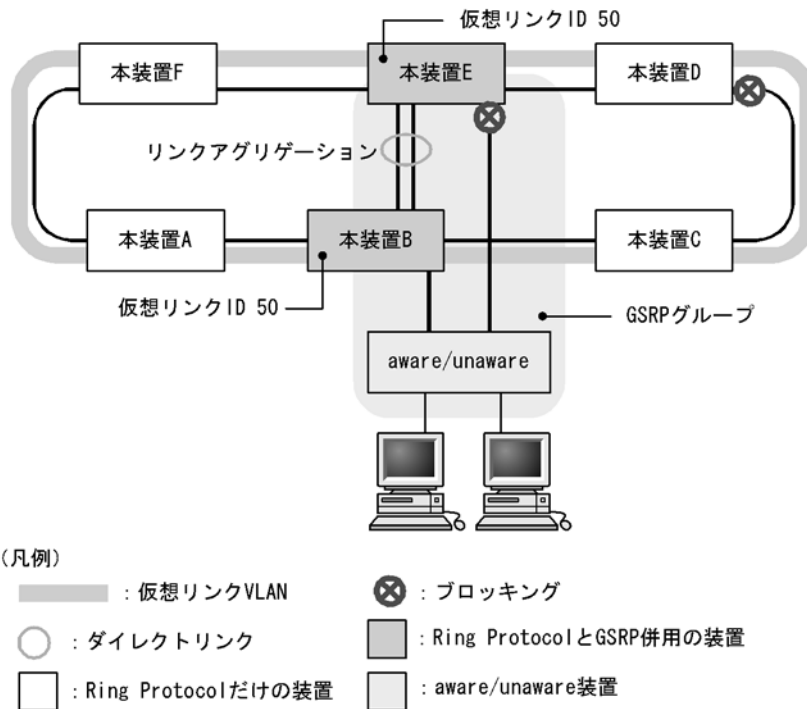 仮想リンクID 50
本装置F
本装置E
本装置D
リンクアグリゲーション
本装置A
本装置B
本装置C
仮想リンクID 50
GSRPグループ
aware/unaware
(凡例)
:仮想リンクVLAN
:ブロッキング
:ダイレクトリンク
:Ring ProtocolとGSRP併用の装置
:Ring Protocolだけの装置
:aware/unaware装置